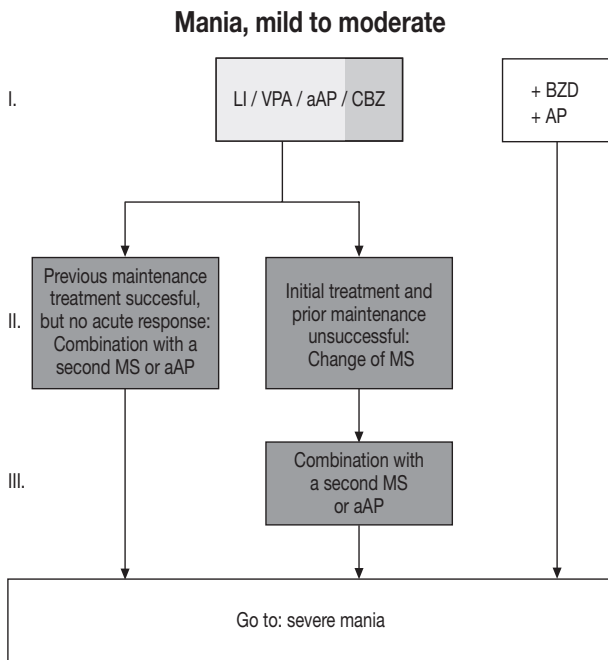 Mania, mild to moderate
I.
LI / VPA / aAP / CBZ
+ BZD
+ AP
II.
Previous maintenance
treatment succesful,
but no acute response:
Combination with a
second MS or aAP
Initial treatment and
prior maintenance
unsuccessful:
Change of MS
III.
Combination with
a second MS
or aAP
Go to: severe mania